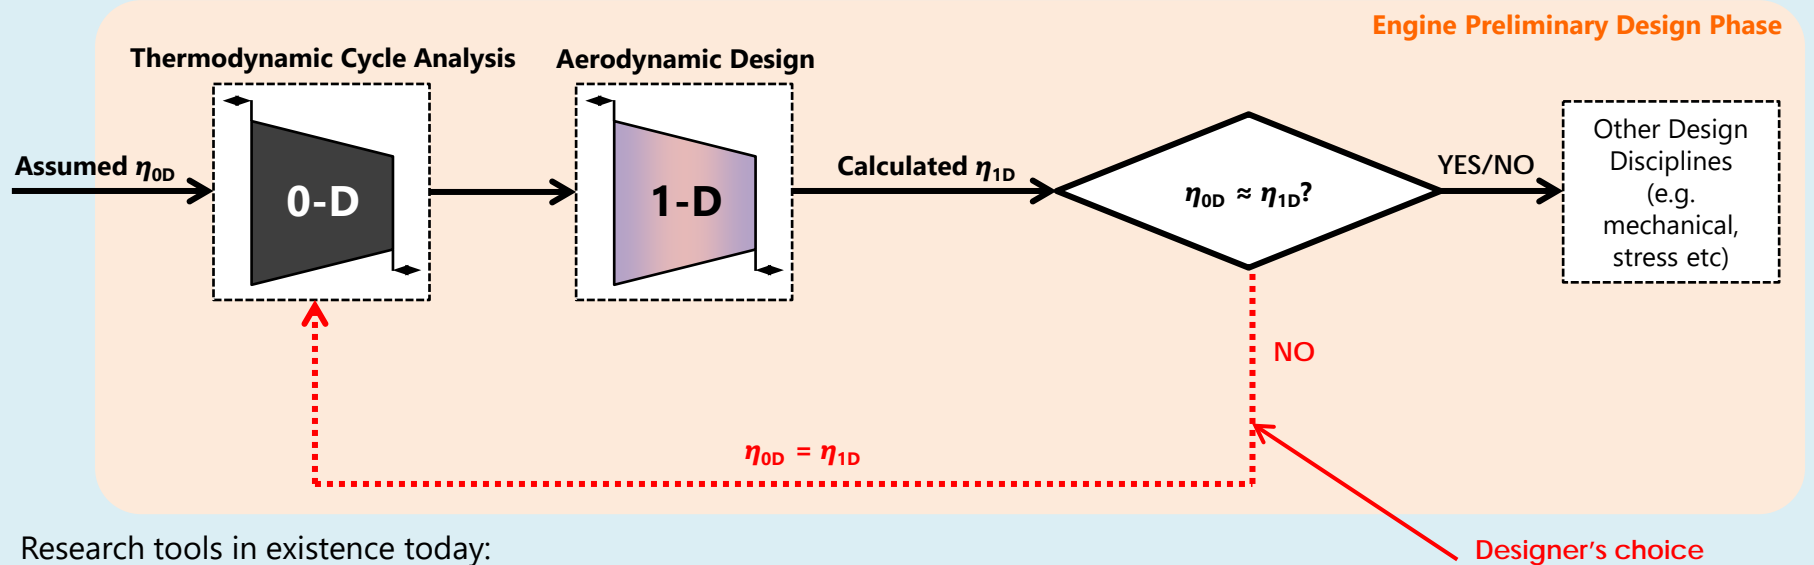 Engine Preliminary Design Phase
Thermodynamic Cycle Analysis
Aerodynamic Design
Assumed η0D
0-D
1-D
Calculated η1D
η0D ≈ η1D?
YES/NO
Other Design
Disciplines
(e.g.
mechanical,
stress etc)
NO
η0D = η1D
Research tools in existence today:
Designer's choice